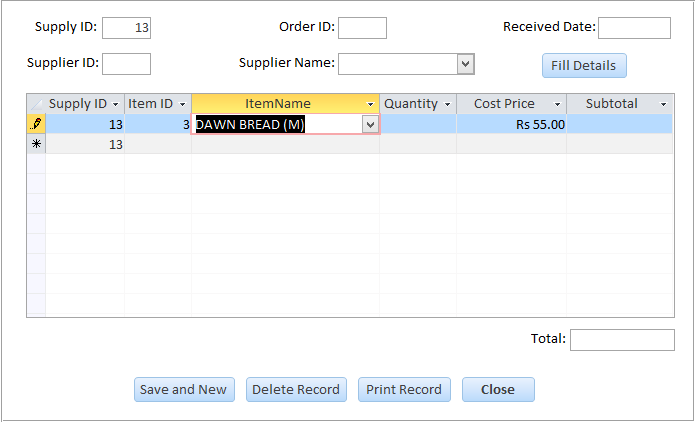 Supply ID: 13 Order ID: Received Date:
Supplier ID: Supplier Name: Fill Details
Supply ID Item ID ItemName Quantity Cost Price Subtotal
13 3 DAWN BREAD (M) Rs 55.00
13
Total:
Save and New Delete Record Print Record Close